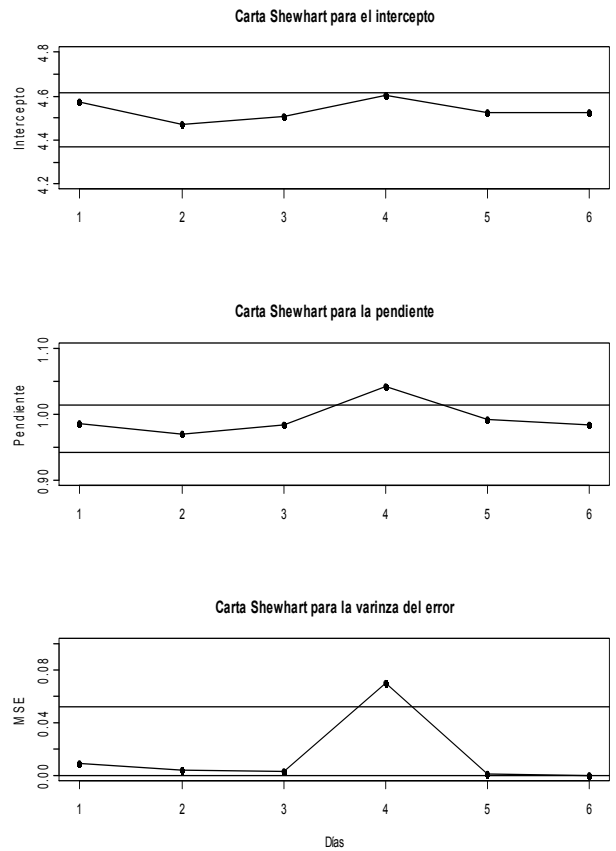 Carta Shewhart para el intercepto
Intercepto
4.8
4.6
4.4
4.2
1 2 3 4 5 6
Carta Shewhart para la pendiente
Pendiente
1.10
1.00
0.90
1 2 3 4 5 6
Carta Shewhart para la varinza del error
MSE
0.08
0.04
0.00
1 2 3 4 5 6
Días